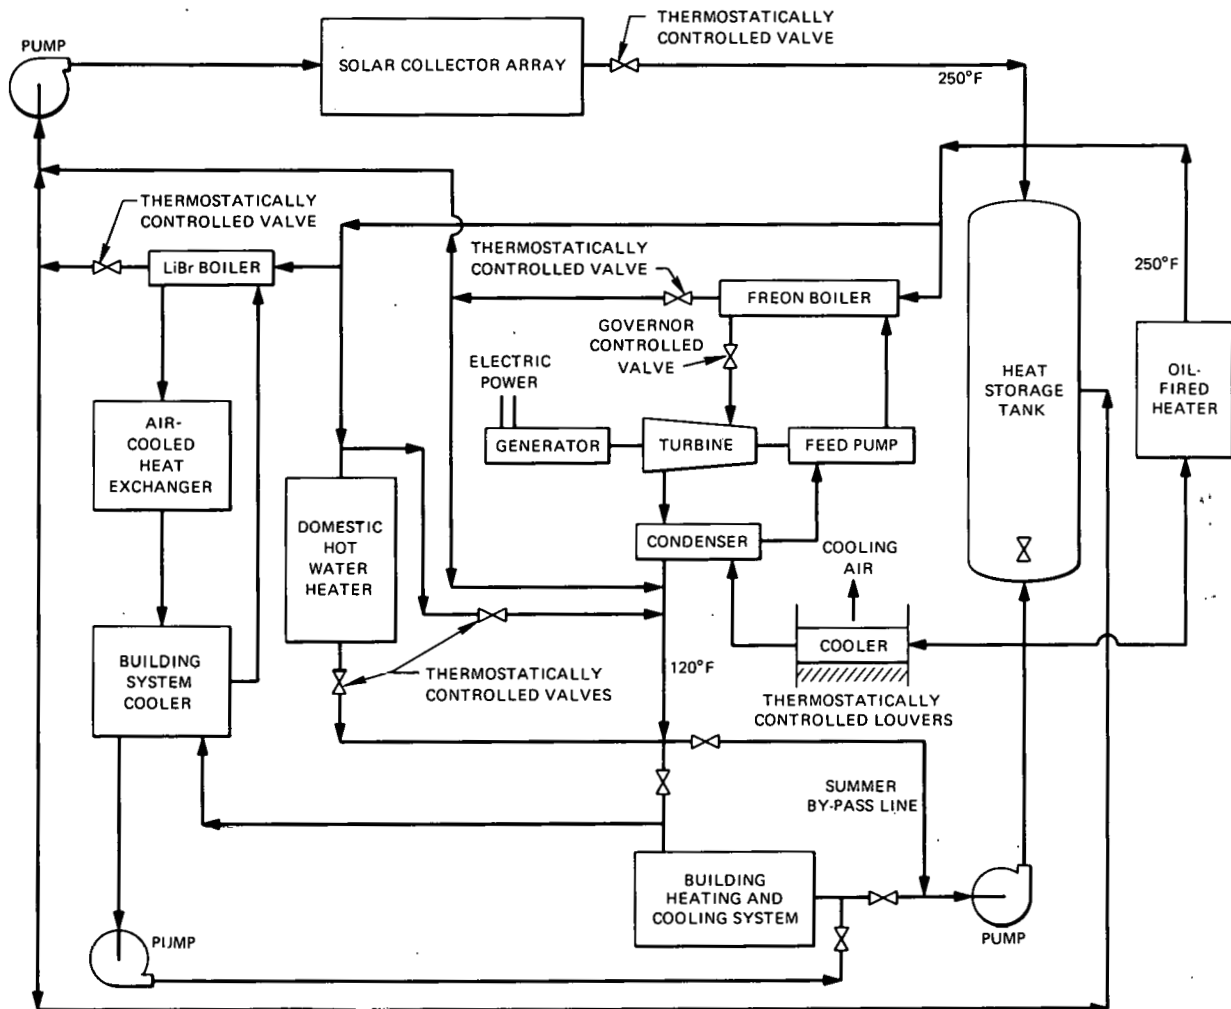 THERMOSTATICALLY
CONTROLLED VALVE
PUMP
SOLAR COLLECTOR ARRAY
250°F
THERMOSTATICALLY
CONTROLLED VALVE
LiBr BOILER
THERMOSTATICALLY
CONTROLLED VALVE
FREON BOILER
250°F
GOVERNOR
CONTROLLED
VALVE
ELECTRIC
POWER
HEAT
STORAGE
TANK
OIL-
FIRED
HEATER
AIR-
COOLED
HEAT
EXCHANGER
GENERATOR
TURBINE
FEED PUMP
DOMESTIC
HOT
WATER
HEATER
CONDENSER
COOLING
AIR
COOLER
BUILDING
SYSTEM
COOLER
THERMOSTATICALLY
CONTROLLED VALVES
120°F
THERMOSTATICALLY
CONTROLLED LOUVERS
SUMMER
BY-PASS LINE
BUILDING
HEATING AND
COOLING SYSTEM
PUMP
PUMP